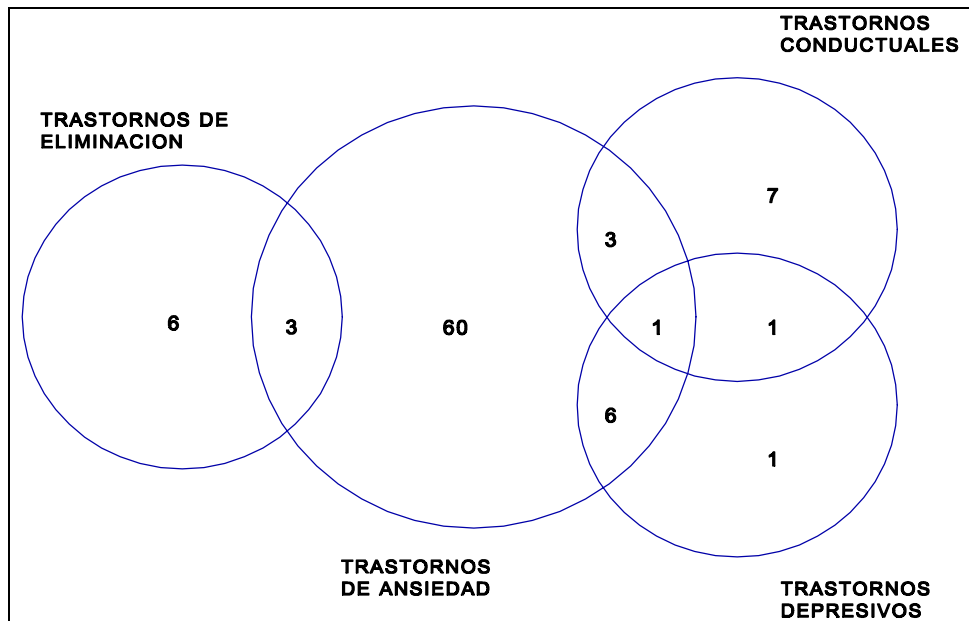 TRASTORNOS
CONDUCTUALES
TRASTORNOS DE
ELIMINACION
7
3
6
3
60
1
1
6
1
TRASTORNOS
DE ANSIEDAD
TRASTORNOS
DEPRESIVOS